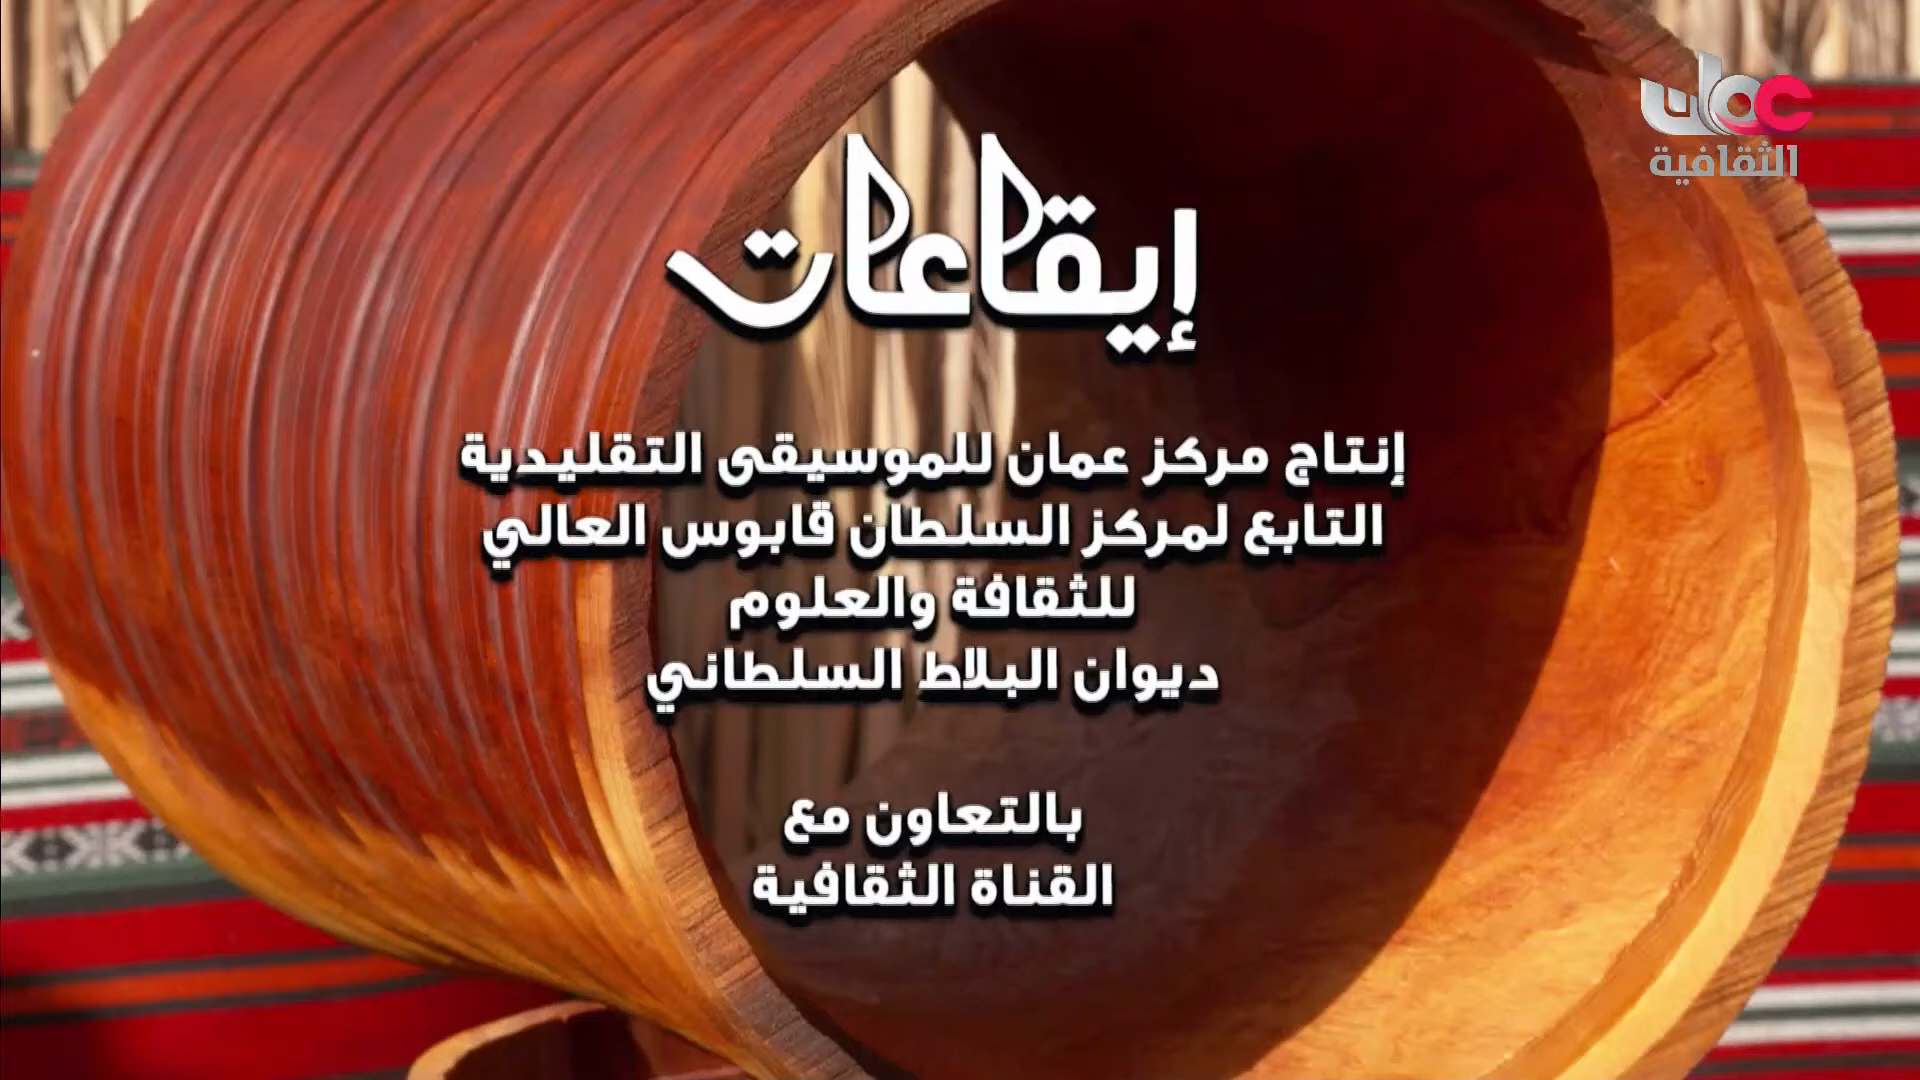 عمان
الثقافية
إيقاعات
إنتاج مركز عمان للموسيقى التقليدية
التابع لمركز السلطان قابوس العالي
للثقافة والعلوم
ديوان البلاط السلطاني
بالتعاون مع
القناة الثقافية